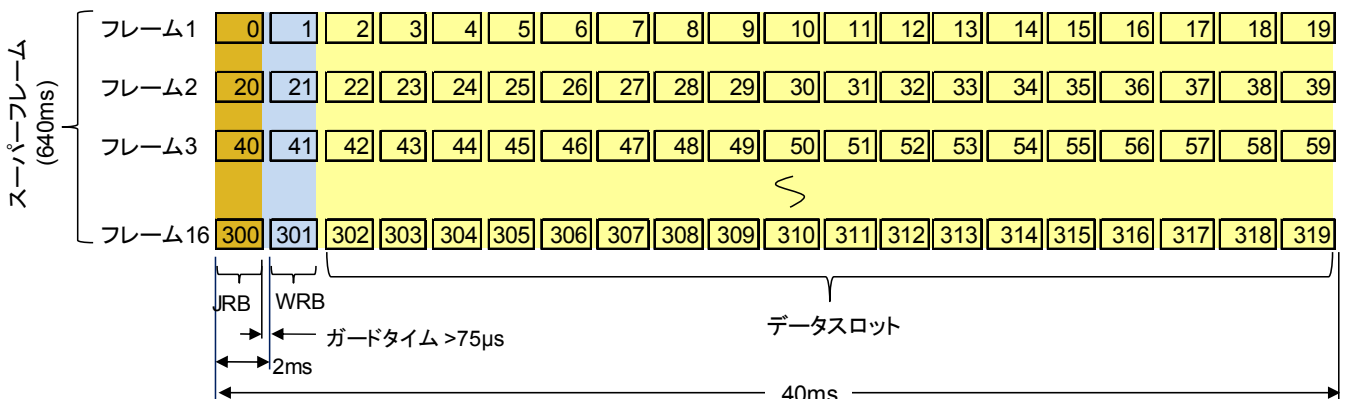 スーパーフレーム
(640ms)
フレーム1 0 1 2 3 4 5 6 7 8 9 10 11 12 13 14 15 16 17 18 19
フレーム2 20 21 22 23 24 25 26 27 28 29 30 31 32 33 34 35 36 37 38 39
フレーム3 40 41 42 43 44 45 46 47 48 49 50 51 52 53 54 55 56 57 58 59
フレーム16 300 301 302 303 304 305 306 307 308 309 310 311 312 313 314 315 316 317 318 319
JRB WRB
データスロット
ガードタイム >75μs
2ms
40ms